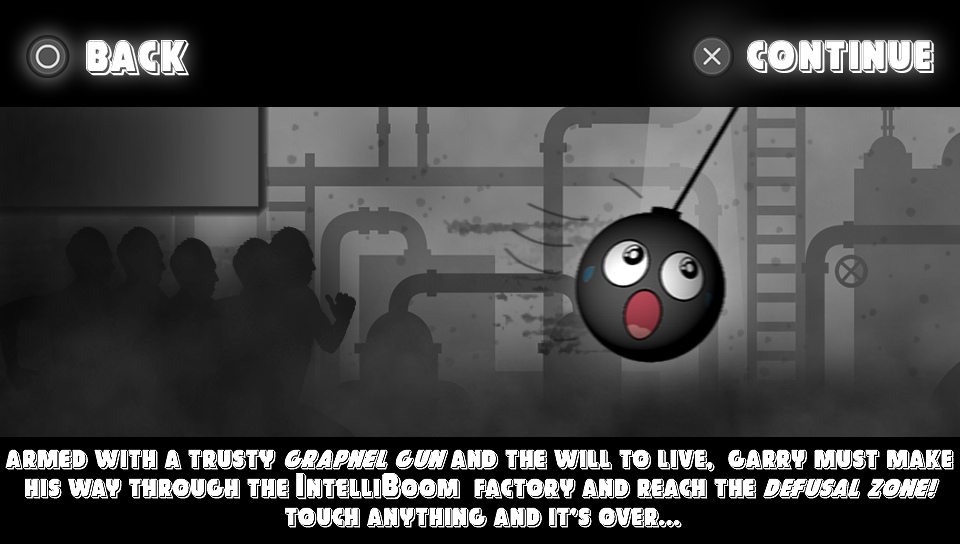 BACK
CONTINUE
ARMED WITH A TRUSTY GRAPNEL GUN AND THE WILL TO LIVE, GARRY MUST MAKE
HIS WAY THROUGH THE INTELLIBOOM FACTORY AND REACH THE DEFUSAL ZONE!
TOUCH ANYTHING AND IT'S OVER...